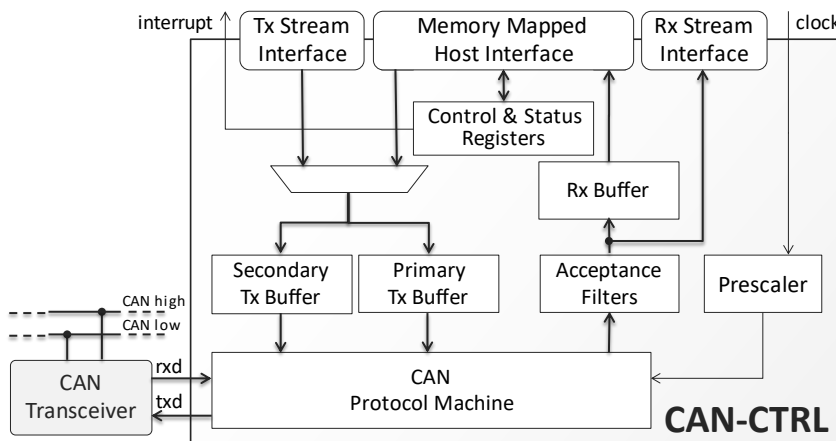 interrupt
Tx Stream
Interface
Memory Mapped
Host Interface
Rx Stream
Interface
clock
Control & Status
Registers
Rx Buffer
Secondary
Tx Buffer
Primary
Tx Buffer
Acceptance
Filters
Prescaler
CAN high
CAN low
CAN
Transceiver
rxd
txd
CAN
Protocol Machine
CAN-CTRL